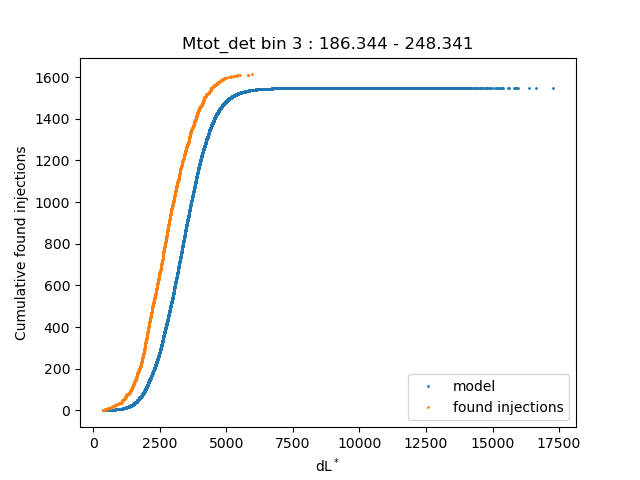 Mtot_det bin 3 : 186.344 - 248.341
Cumulative found injections
1600
1400
1200
1000
800
600
400
200
0
model
found injections
0 2500 5000 7500 10000 12500 15000 17500
dL*